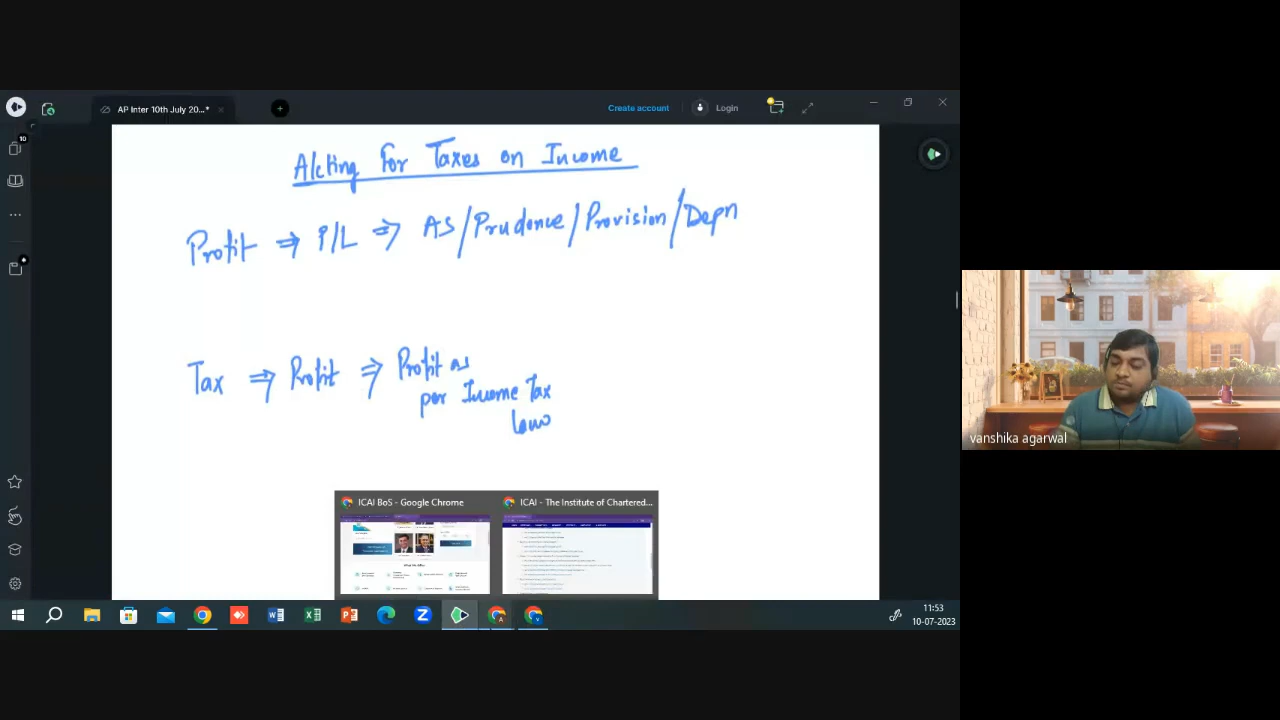 AP Inter 10th July 20...*
Create account
Login
10
Accting For Taxes on Income
Profit ⇒ P/L ⇒ AS/Prudence/Provision/Depn
Tax ⇒ Profit ⇒ Profit as
per Income Tax
Law
vanshika agarwal
ICAI BoS - Google Chrome
ICAI - The Institute of Chartered...
11:53
10-07-2023